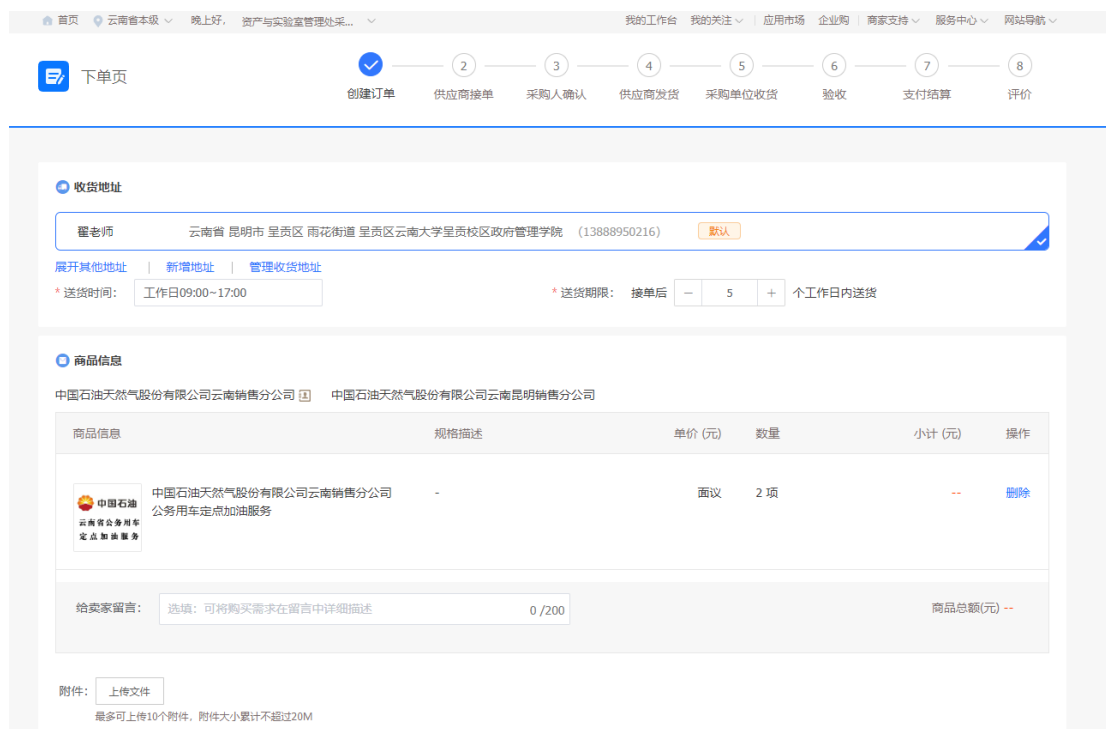 首页 云南省本级 晚上好, 资产与实验室管理处采... 我的工作台 我的关注 应用市场 企业购 商家支持 服务中心 网站导航
下单页
2 3 4 5 6 7 8
创建订单 供应商接单 采购人确认 供应商发货 采购单位收货 验收 支付结算 评价
收货地址
翟老师 云南省 昆明市 呈贡区 雨花街道 呈贡区云南大学呈贡校区政府管理学院 (13888950216) 默认
展开其他地址 | 新增地址 | 管理收货地址
* 送货时间: 工作日09:00~17:00 * 送货期限: 接单后 − 5 + 个工作日内送货
商品信息
中国石油天然气股份有限公司云南销售分公司 中国石油天然气股份有限公司云南昆明销售分公司
商品信息 规格描述 单价 (元) 数量 小计 (元) 操作
中国石油
云南省公务用车
定点加油服务
中国石油天然气股份有限公司云南销售分公司 - 面议 2 项 -- 删除
公务用车定点加油服务
给卖家留言: 选填: 可将购买需求在留言中详细描述 0 /200 商品总额(元) --
附件: 上传文件
最多可上传10个附件, 附件大小累计不超过20M